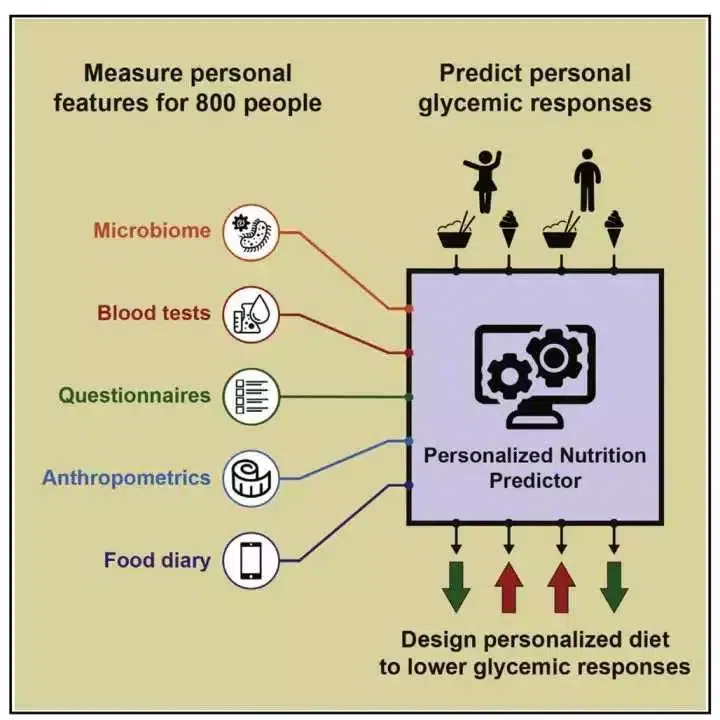 Measure personal
features for 800 people
Predict personal
glycemic responses
Microbiome
Blood tests
Questionnaires
Anthropometrics
Food diary
Personalized Nutrition
Predictor
Design personalized diet
to lower glycemic responses